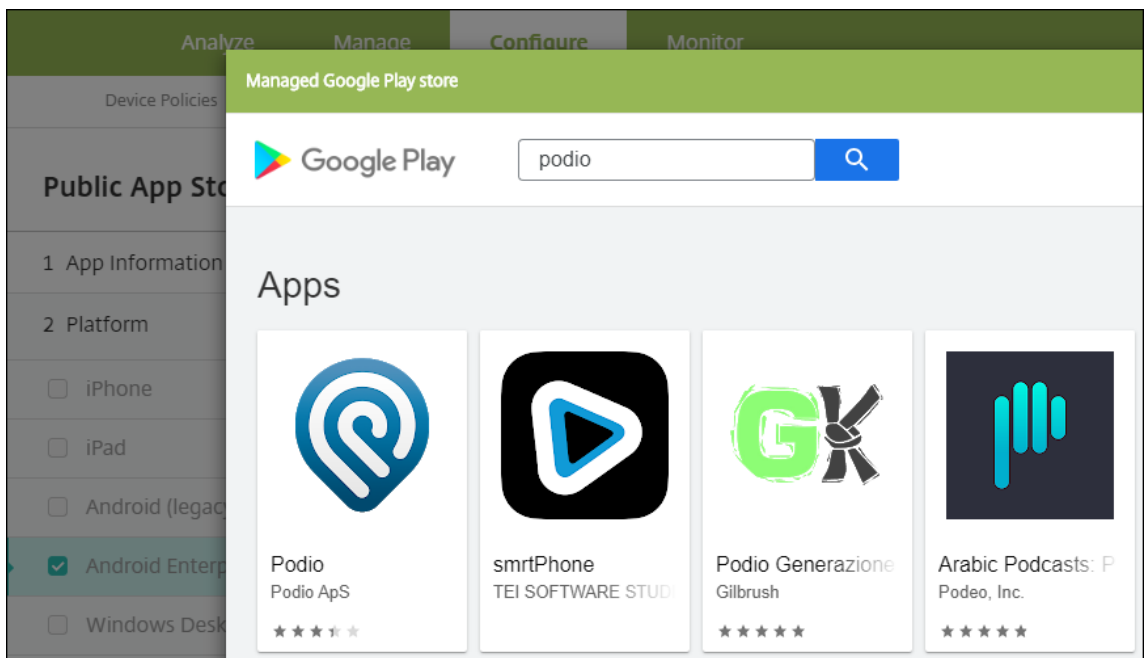 Analyze Manage Configure Monitor
Managed Google Play store
Device Policies
Google Play
podio
Public App Sto
1 App Information
2 Platform
iPhone
iPad
Android (legac
Android Enterp
Windows Desk
Apps
GK
Podio
Podio ApS
smrtPhone
TEI SOFTWARE STUD
Podio Generazione
Gilbrush
Arabic Podcasts: P
Podeo, Inc.